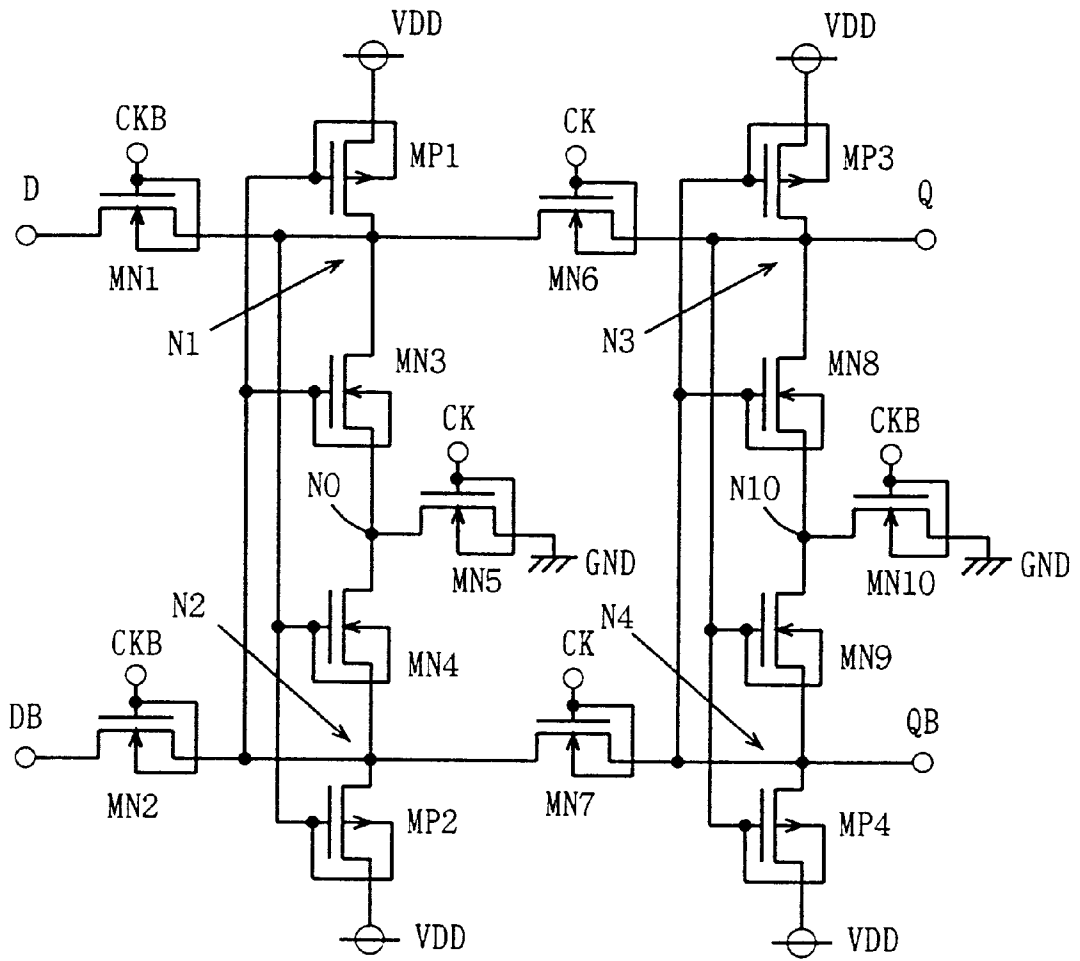 VDD
VDD
CKB
CK
MP1
MP3
D
Q
MN1
MN6
N1
N3
MN3
MN8
CK
CKB
N0
N10
MN5
GND
MN10
GND
N2
N4
CKB
CK
MN4
MN9
DB
QB
MN2
MN7
MP2
MP4
VDD
VDD